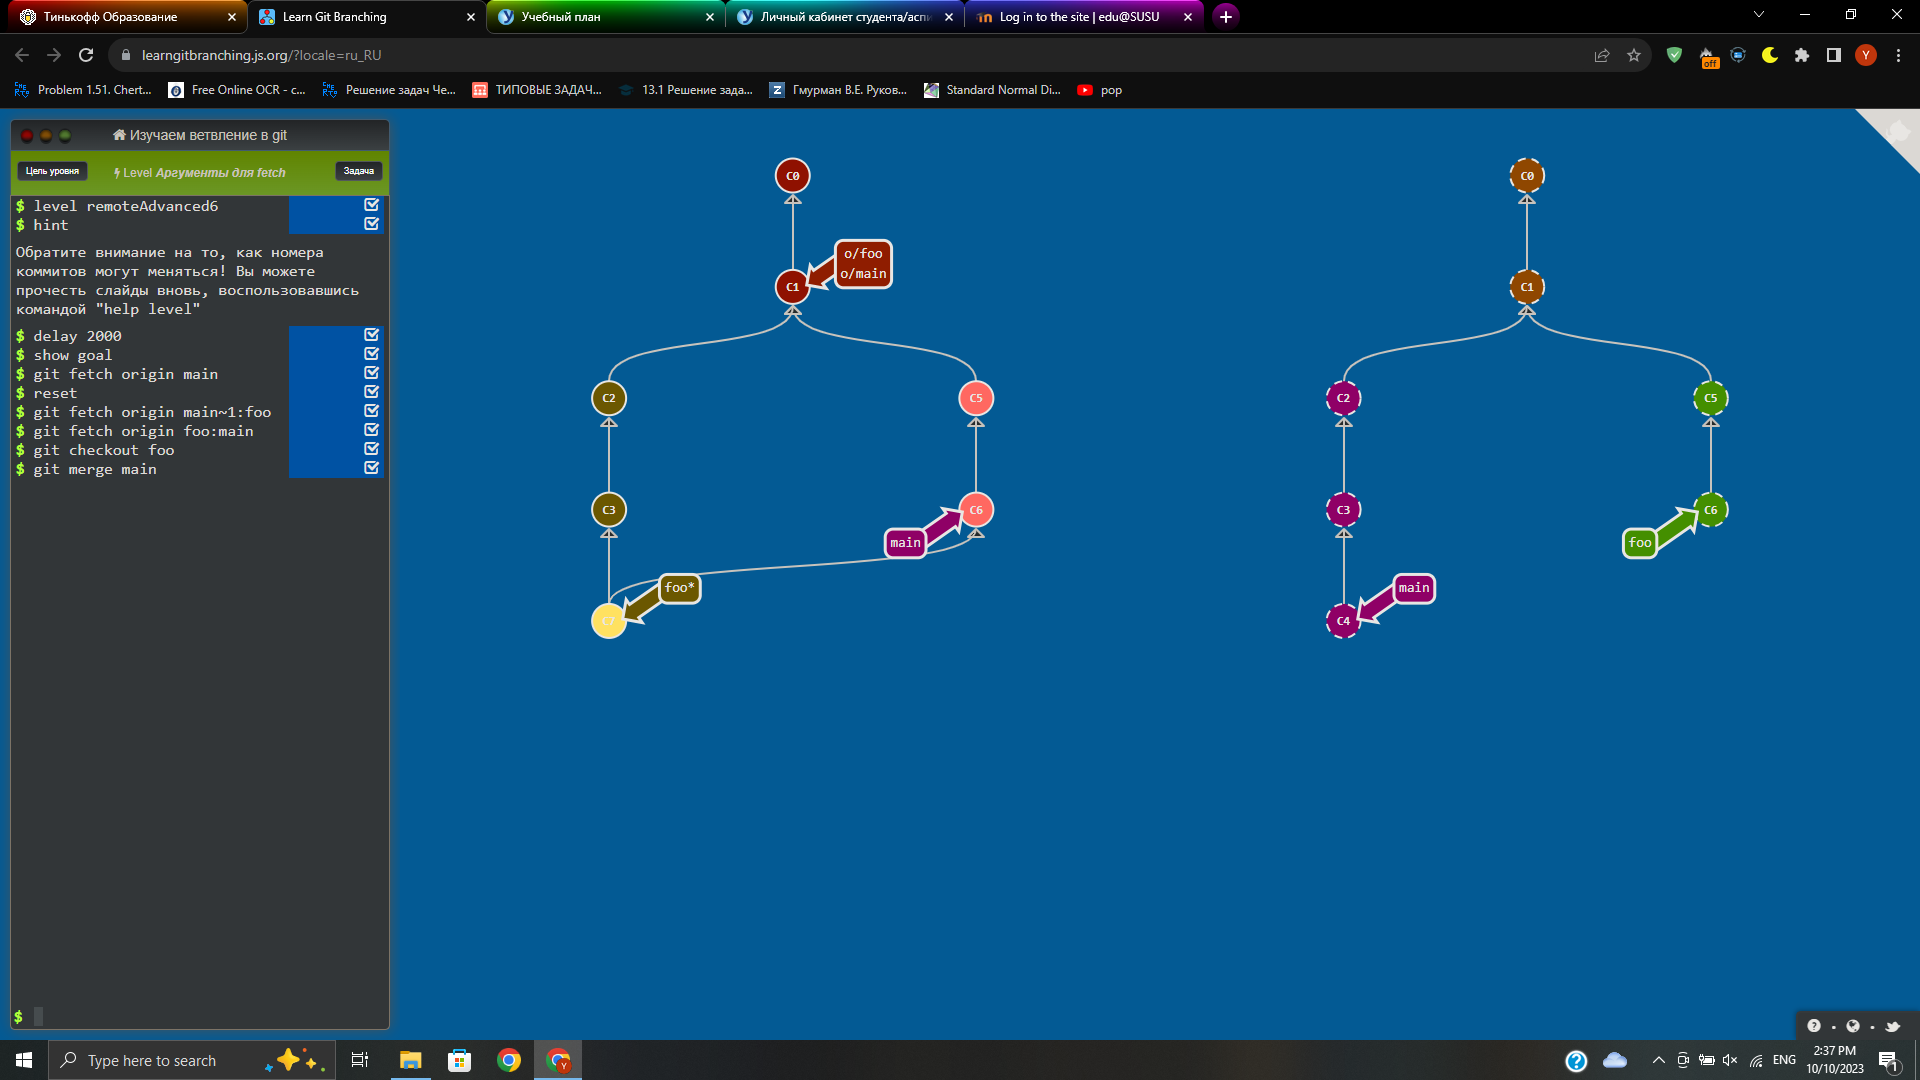 Тинькофф Образование
Learn Git Branching
Учебный план
Личный кабинет студента/аспи
Log in to the site | edu@SUSU
learngitbranching.js.org/?locale=ru_RU
off
Y
Problem 1.51. Chert...
Free Online OCR - c...
Решение задач Че...
ТИПОВЫЕ ЗАДАЧ...
13.1 Решение зада...
Гмурман В.Е. Руков...
Standard Normal Di...
pop
Изучаем ветвление в git
Цель уровня
Level Аргументы для fetch
Задача
$ level remoteAdvanced6
$ hint
Обратите внимание на то, как номера
коммитов могут меняться! Вы можете
прочесть слайды вновь, воспользовавшись
командой "help level"
$ delay 2000
$ show goal
$ git fetch origin main
$ reset
$ git fetch origin main~1:foo
$ git fetch origin foo:main
$ git checkout foo
$ git merge main
$
C0
o/foo
o/main
C1
C2
C5
C3
C6
main
foo*
C7
C0
C1
C2
C5
C3
C6
foo
main
C4
Type here to search
ENG
2:37 PM
10/10/2023
1